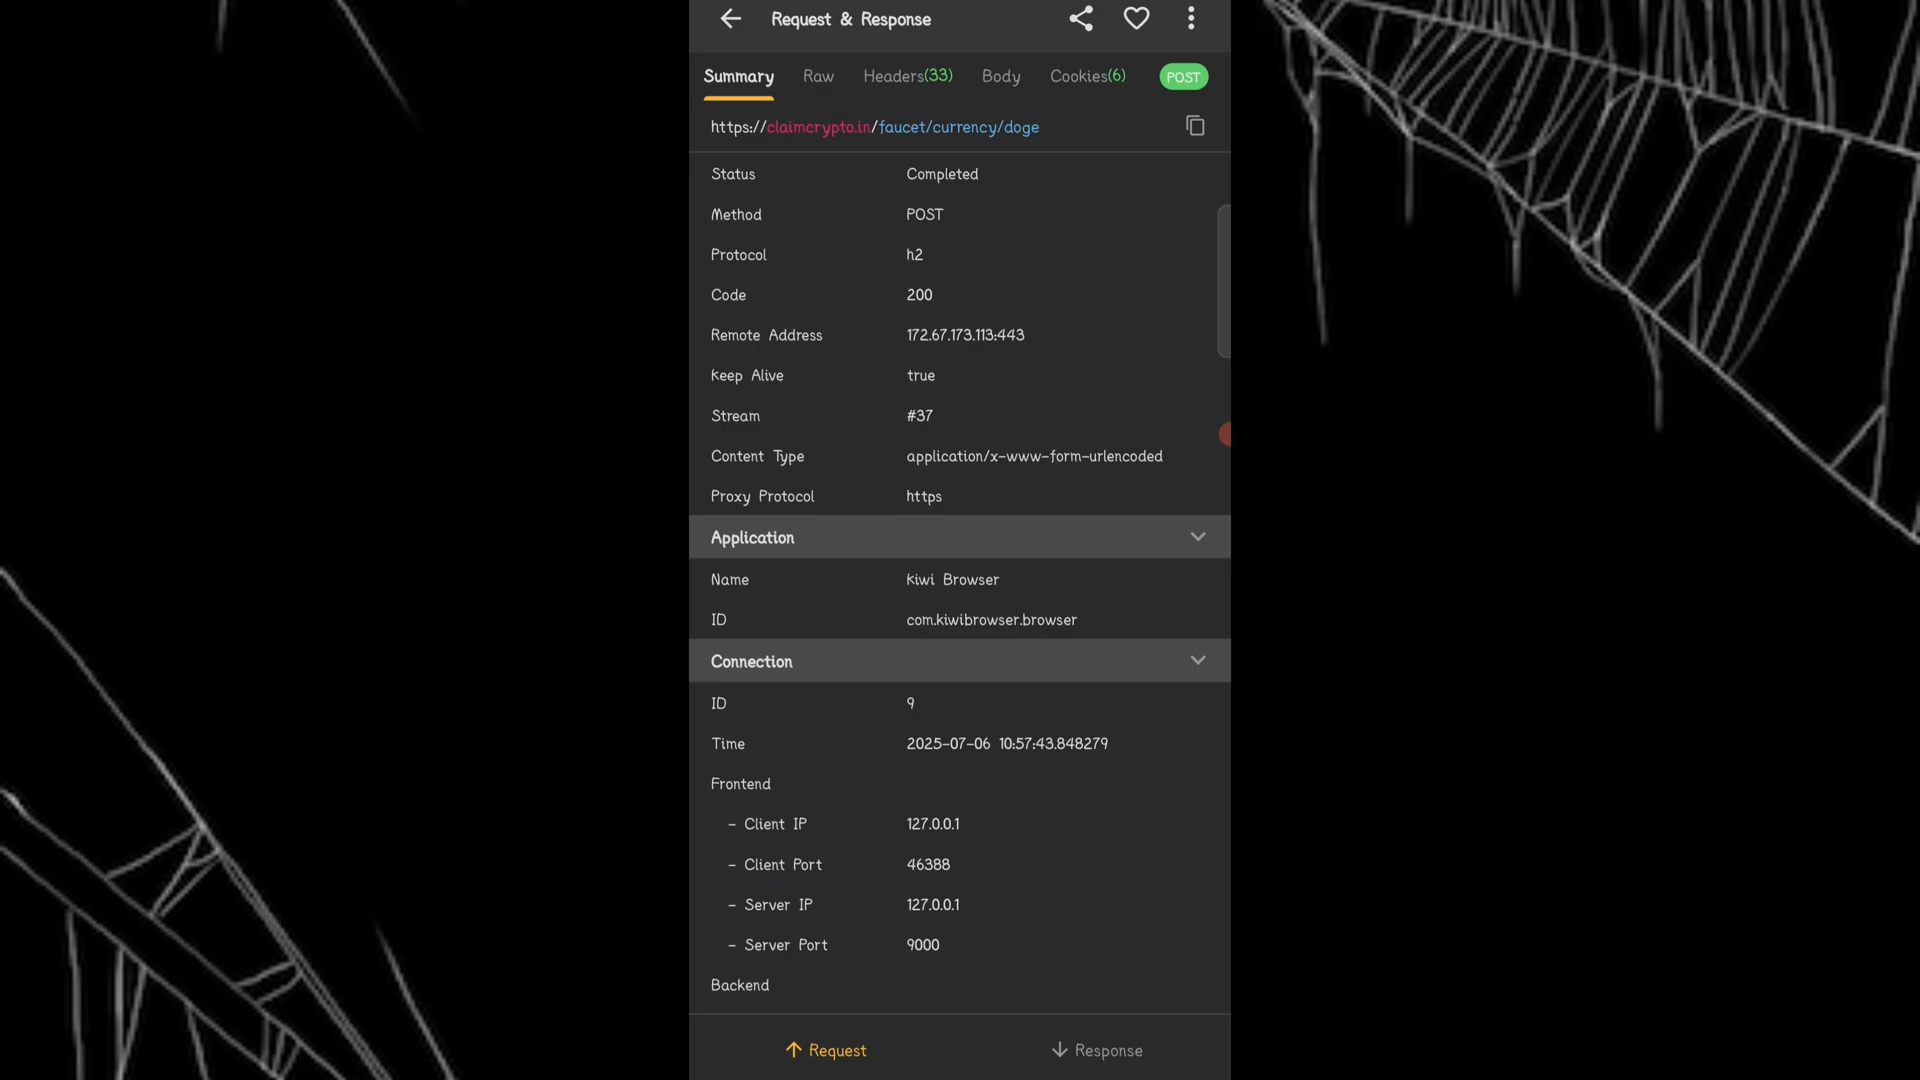 Request & Response
Summary Raw Headers(33) Body Cookies(6) POST
https://claimcrypto.in/faucet/currency/doge
Status Completed
Method POST
Protocol h2
Code 200
Remote Address 172.67.173.113:443
Keep Alive true
Stream #37
Content Type application/x-www-form-urlencoded
Proxy Protocol https
Application
Name Kiwi Browser
ID com.kiwibrowser.browser
Connection
ID 9
Time 2025-07-06 10:57:43.848279
Frontend
- Client IP 127.0.0.1
- Client Port 46388
- Server IP 127.0.0.1
- Server Port 9000
Backend
Request Response